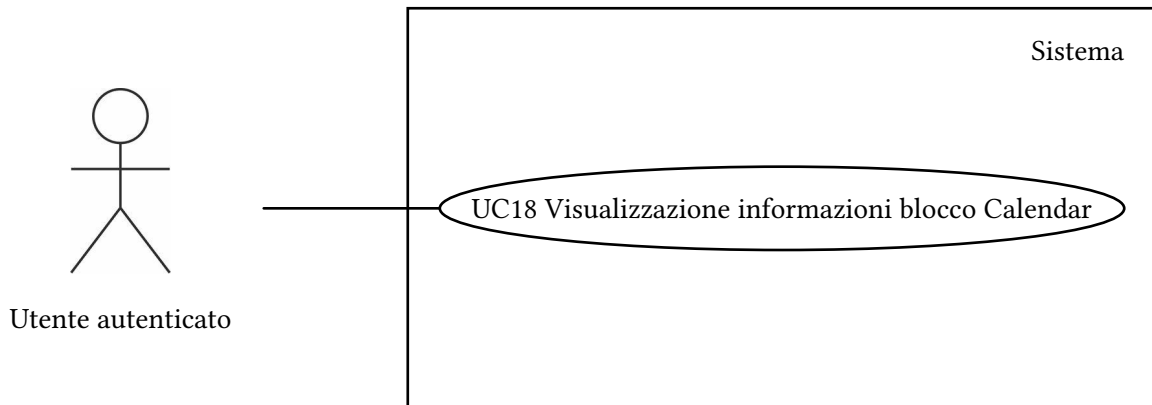 Sistema
UC18 Visualizzazione informazioni blocco Calendar
Utente autenticato